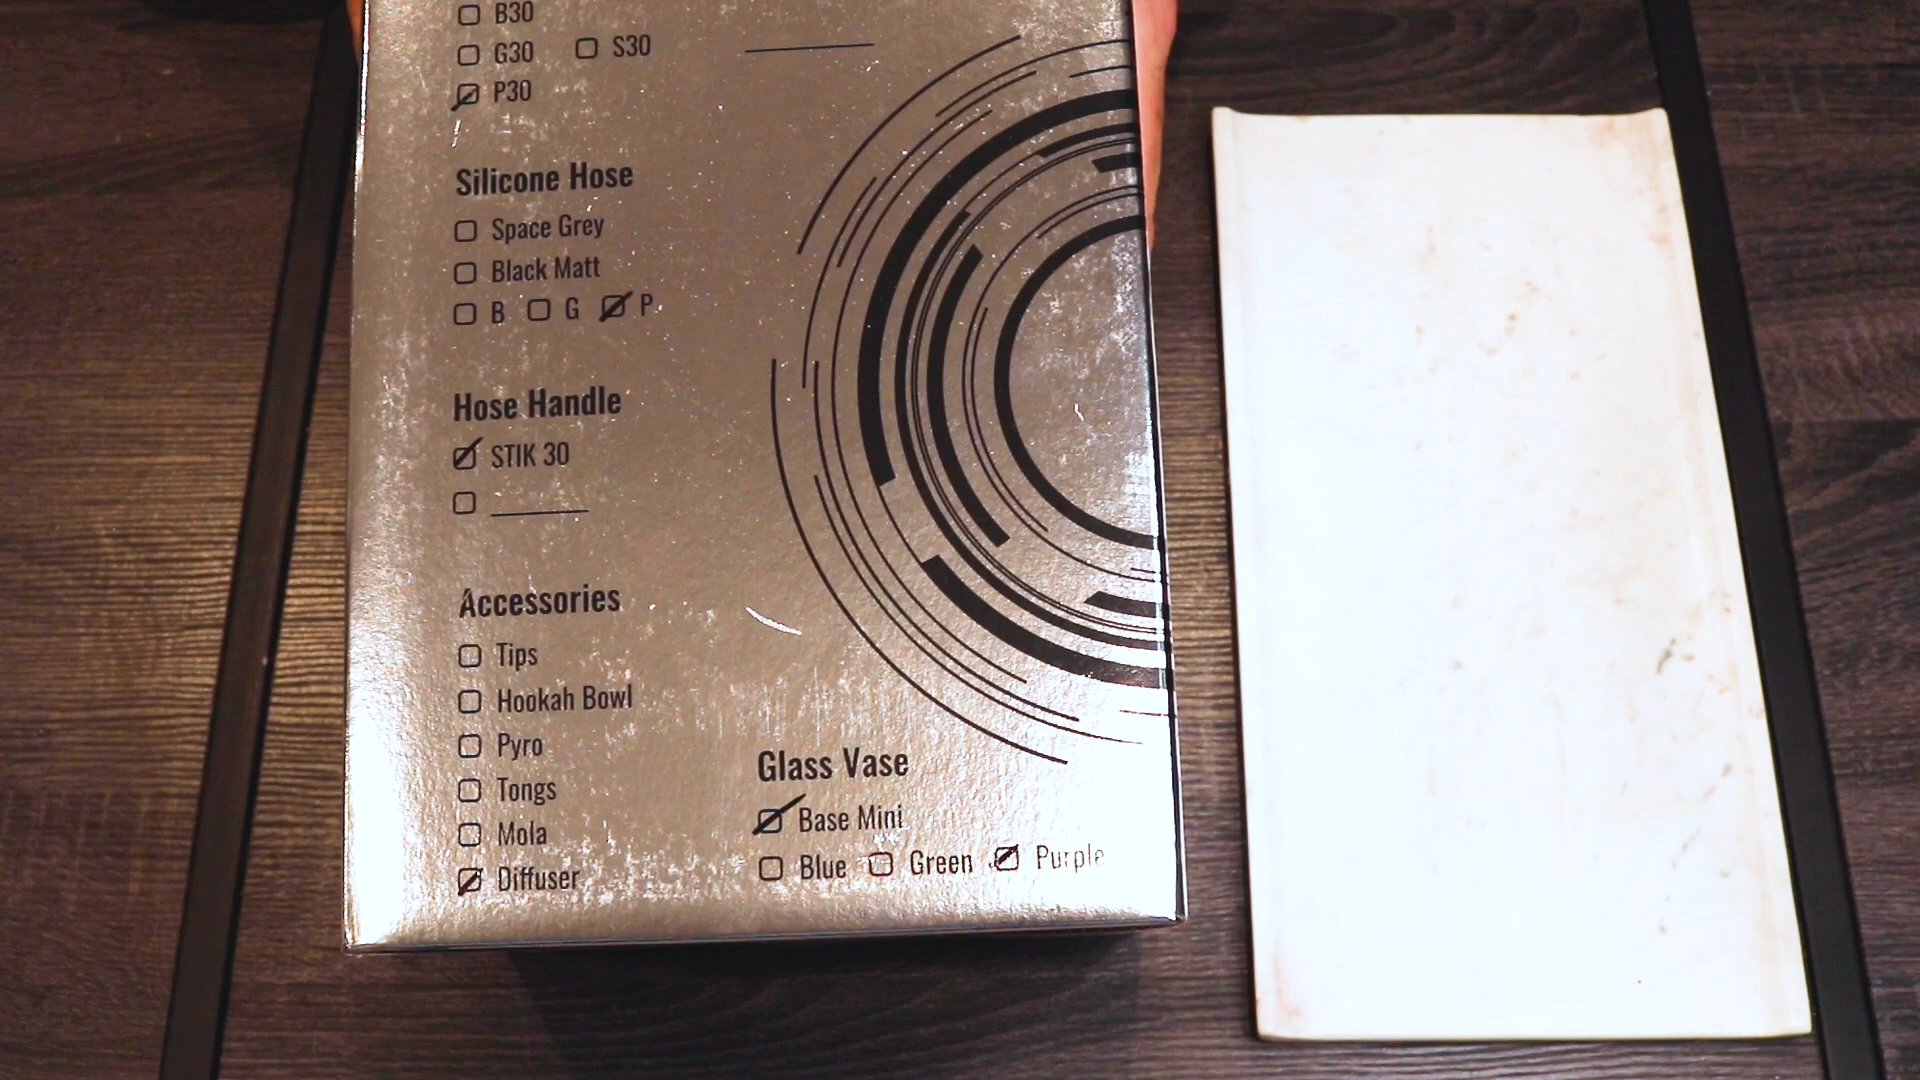 B30
G30 S30
P30
Silicone Hose
Space Grey
Black Matt
B G P
Hose Handle
STIK 30
Accessories
Tips
Hookah Bowl
Pyro
Tongs
Mola
Diffuser
Glass Vase
Base Mini
Blue Green Purple